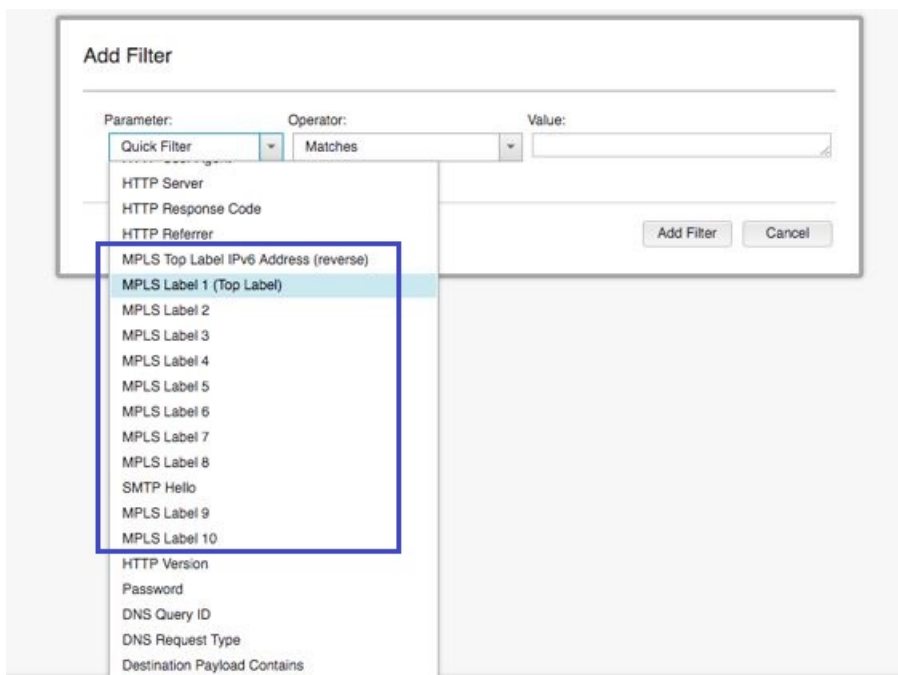 Add Filter
Parameter: Operator: Value:
Quick Filter Matches
HTTP Server
HTTP Response Code
HTTP Referrer
Add Filter Cancel
MPLS Top Label IPv6 Address (reverse)
MPLS Label 1 (Top Label)
MPLS Label 2
MPLS Label 3
MPLS Label 4
MPLS Label 5
MPLS Label 6
MPLS Label 7
MPLS Label 8
SMTP Hello
MPLS Label 9
MPLS Label 10
HTTP Version
Password
DNS Query ID
DNS Request Type
Destination Payload Contains